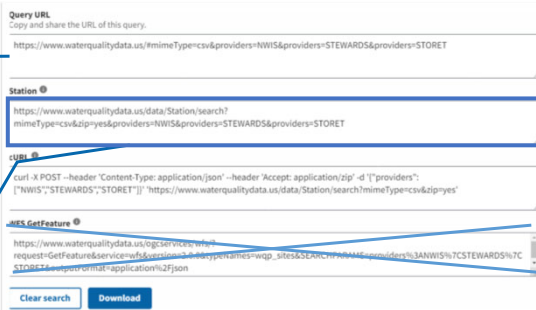 Query URL
Copy and share the URL of this query.
https://www.waterqualitydata.us/#mimeType=csv&providers=NWIS&providers=STEWARDS&providers=STORET
Station
https://www.waterqualitydata.us/data/Station/search?
mimeType=csv&zip=yes&providers=NWIS&providers=STEWARDS&providers=STORET
cURL
curl -X POST --header 'Content-Type: application/json' --header 'Accept: application/zip' -d '{"providers":
["NWIS","STEWARDS","STORET"]}' 'https://www.waterqualitydata.us/data/Station/search?mimeType=csv&zip=yes'
WFS GetFeature
https://www.waterqualitydata.us/ogcservices/wfs/?
request=GetFeature&service=wfs&version=2.0.0&typeNames=wqp_sites&SEARCHPARAMS=providers%3ANWIS%7CSTEWARDS%7C
STORET&outputFormat=application%2Fjson
Clear search
Download